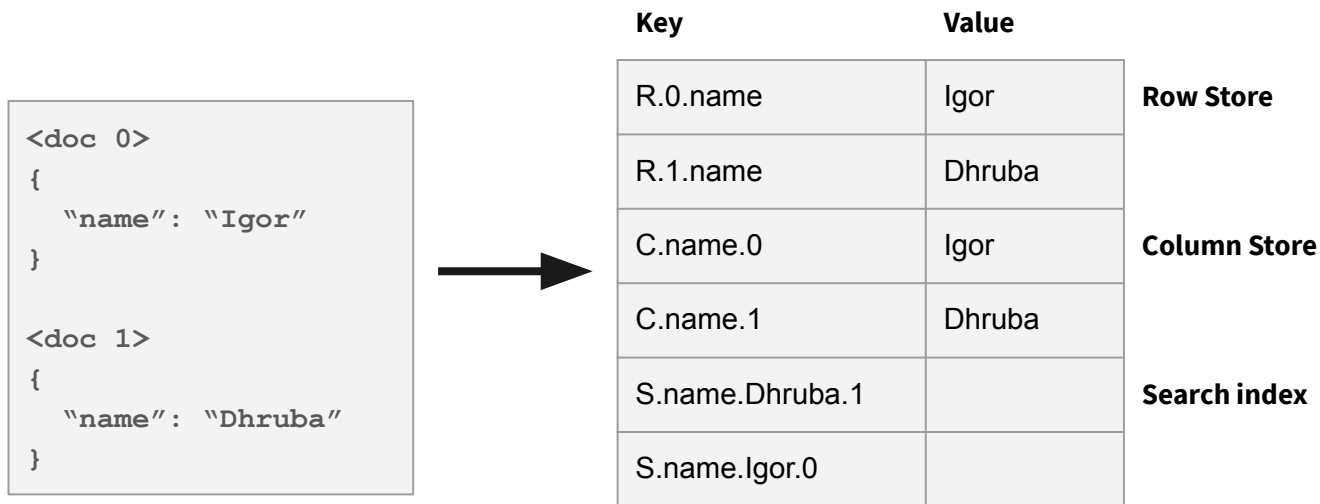 <doc 0>
{
“name”: “Igor”
}
<doc 1>
{
“name”: “Dhruba”
}
Key Value
R.0.name Igor Row Store
R.1.name Dhruba
C.name.0 Igor Column Store
C.name.1 Dhruba
S.name.Dhruba.1 Search index
S.name.Igor.0